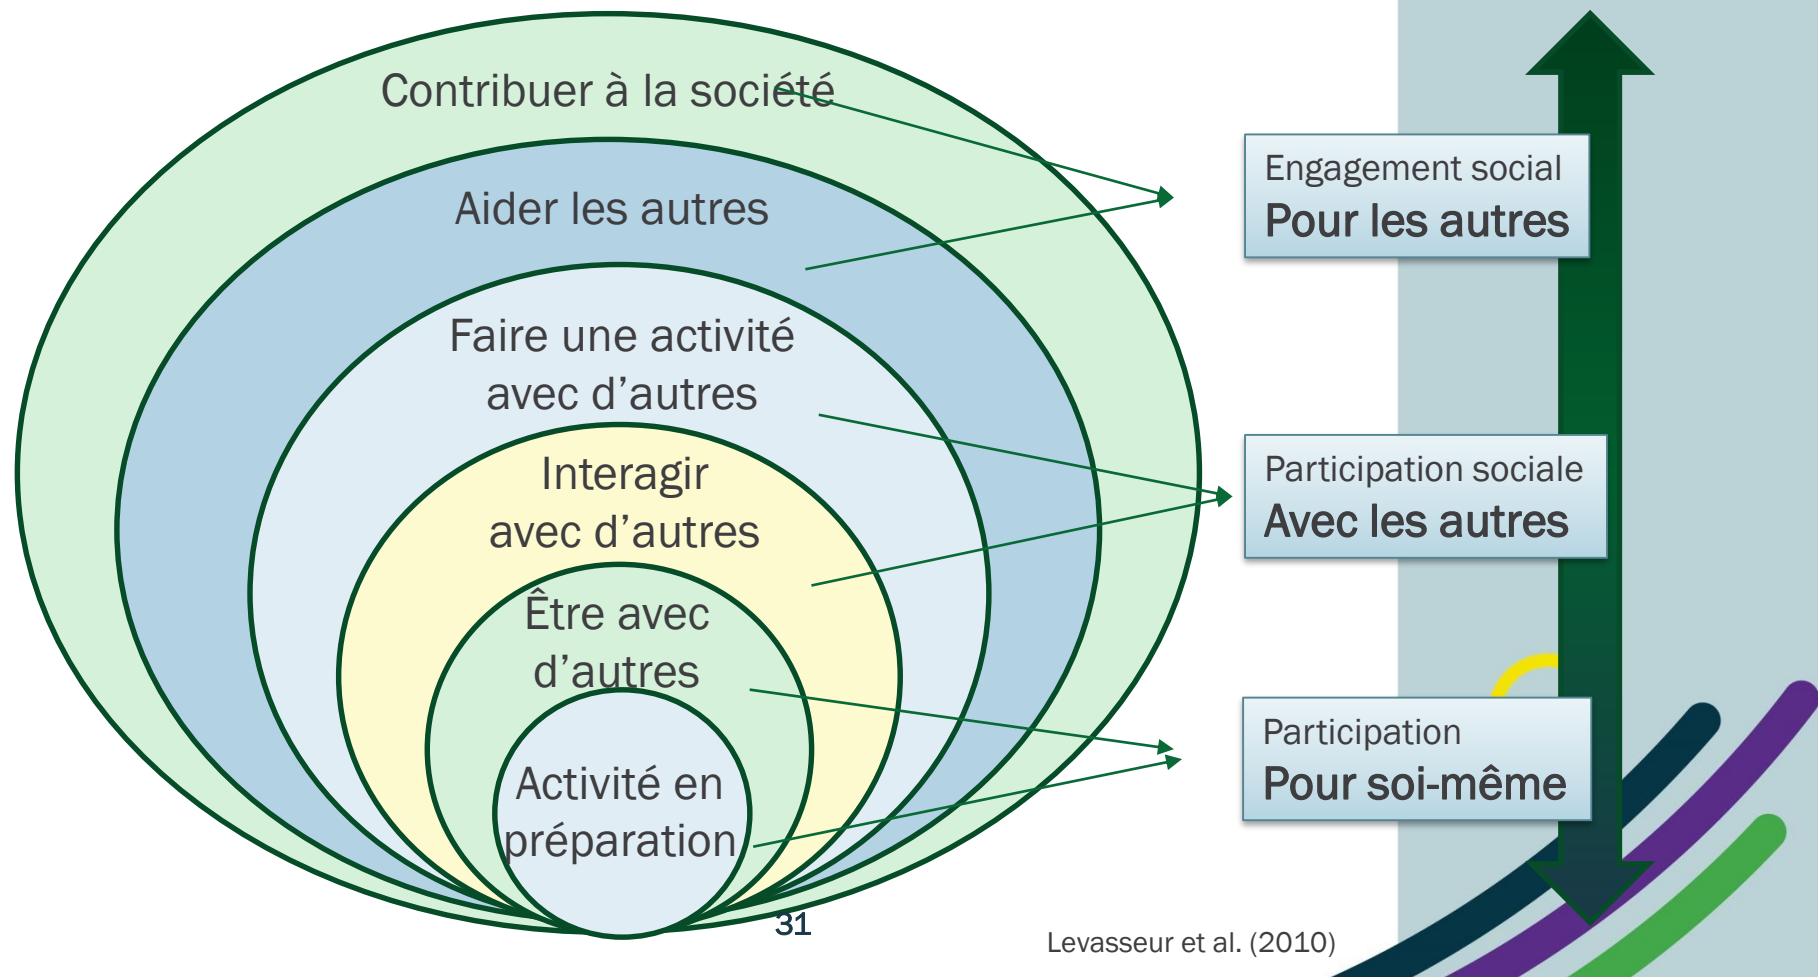 Contribuer à la société
Aider les autres
Faire une activité
avec d’autres
Interagir
avec d’autres
Être avec
d’autres
Activité en
préparation
Engagement social
Pour les autres
Participation sociale
Avec les autres
Participation
Pour soi-même
31
Levasseur et al. (2010)